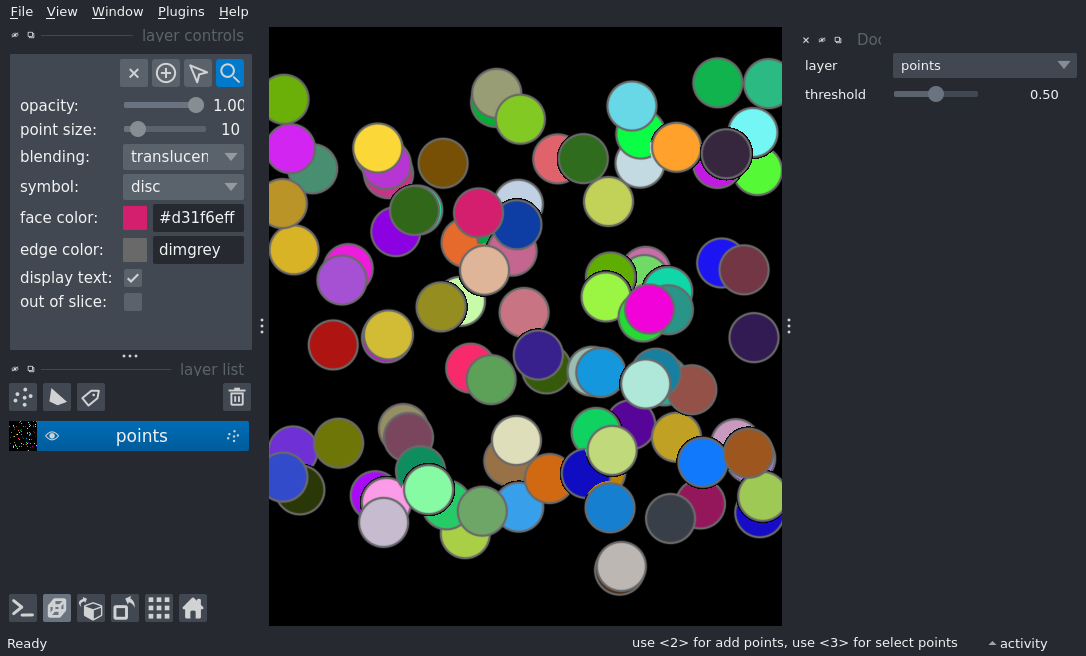 File View Window Plugins Help
layer controls
opacity: 1.00
point size: 10
blending: translucen
symbol: disc
face color: #d31f6eff
edge color: dimgrey
display text:
out of slice:
layer list
points
Doc
layer points
threshold 0.50
Ready use <2> for add points, use <3> for select points activity